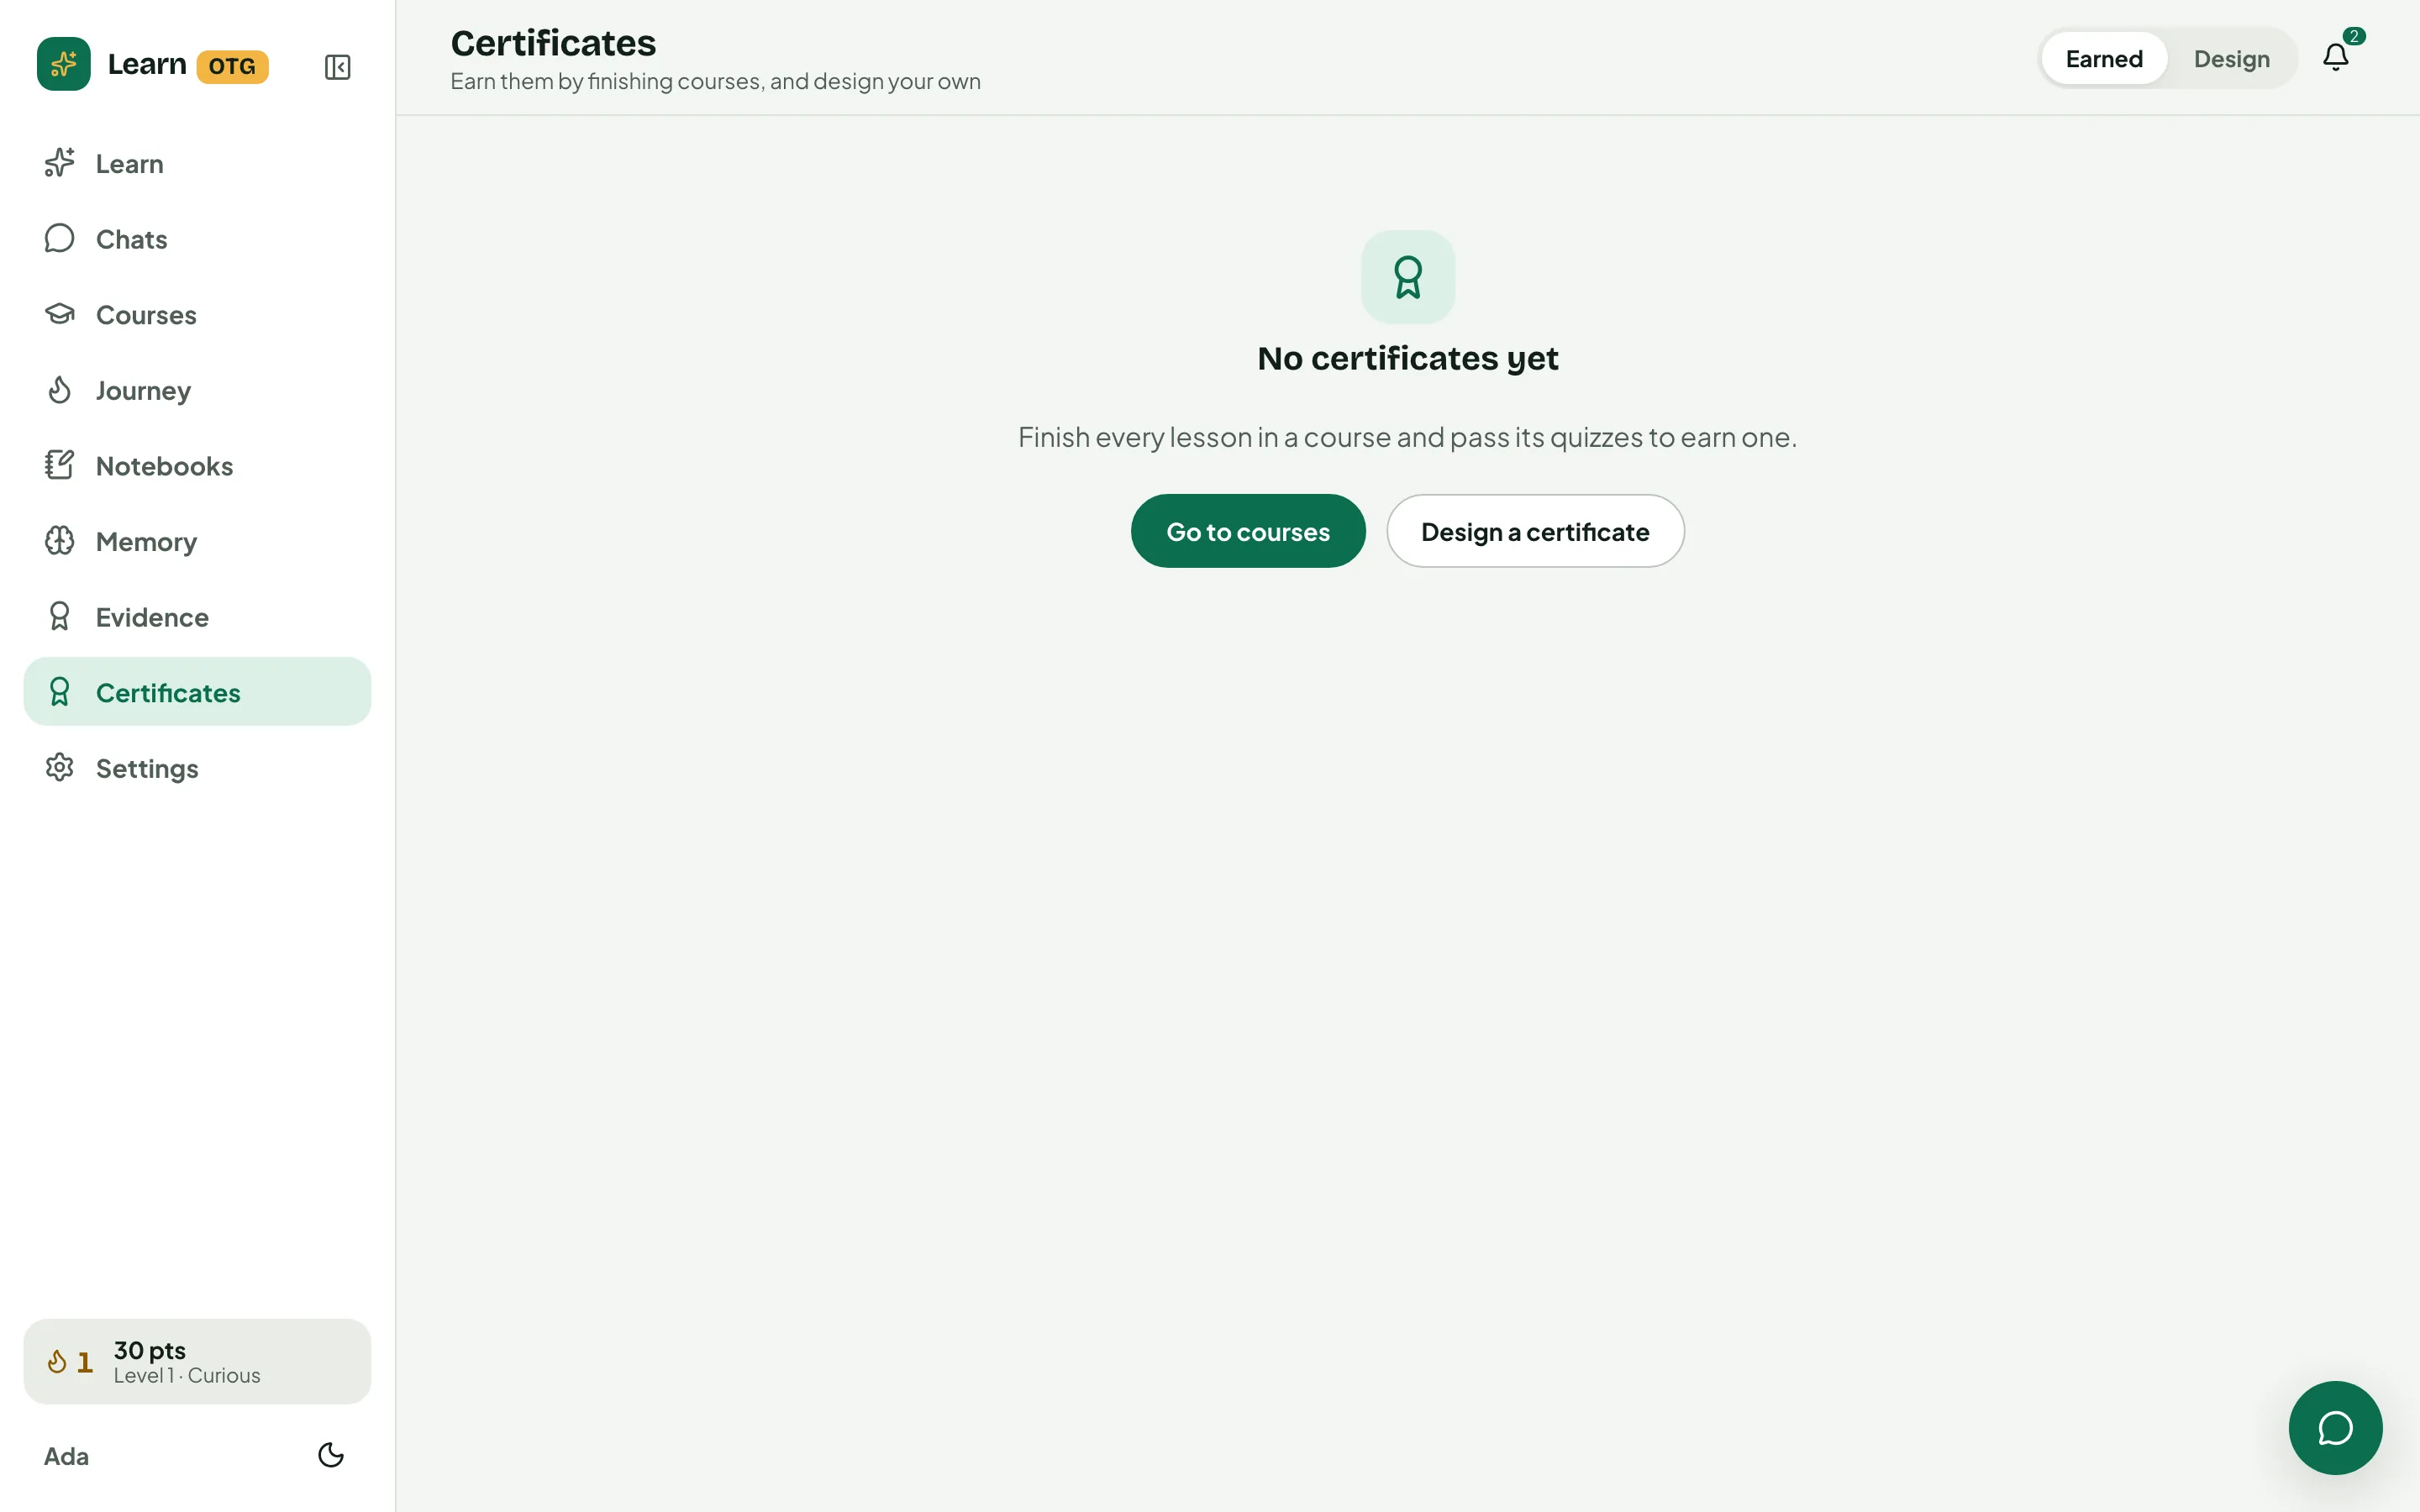 Learn OTG
Learn
Chats
Courses
Journey
Notebooks
Memory
Evidence
Certificates
Settings
1
30 pts
Level 1 · Curious
Ada
Certificates
Earn them by finishing courses, and design your own
Earned
Design
2
No certificates yet
Finish every lesson in a course and pass its quizzes to earn one.
Go to courses
Design a certificate